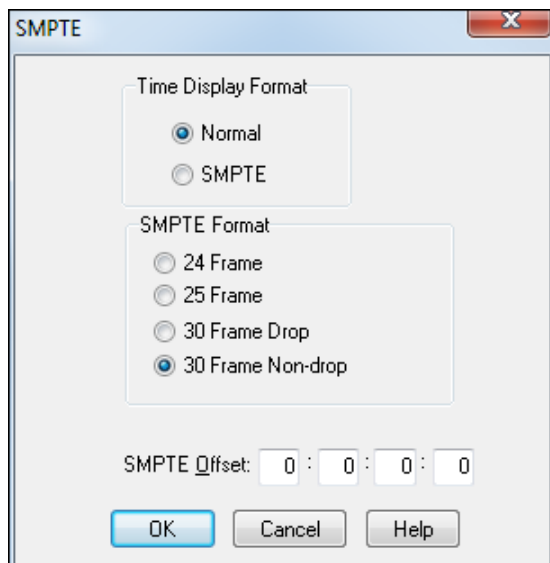 SMPTE
Time Display Format
Normal
SMPTE
SMPTE Format
24 Frame
25 Frame
30 Frame Drop
30 Frame Non-drop
SMPTE Offset: 0 : 0 : 0 : 0
OK Cancel Help